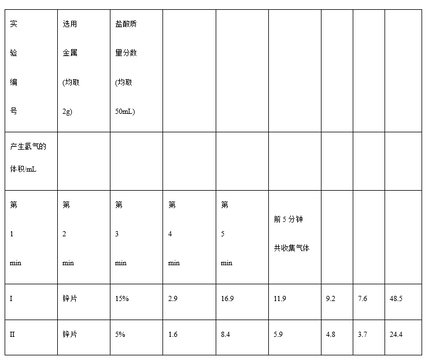 实 选用 盐酸质
验 金属 量分数
编 (均取 (均取
号 2g) 50mL)
产生氢气的
体积/mL
第 第 第 第 第 前5分钟
1 2 3 4 5 共收集气体
min min min min min
I 锌片 15% 2.9 16.9 11.9 9.2 7.6 48.5
II 锌片 5% 1.6 8.4 5.9 4.8 3.7 24.4